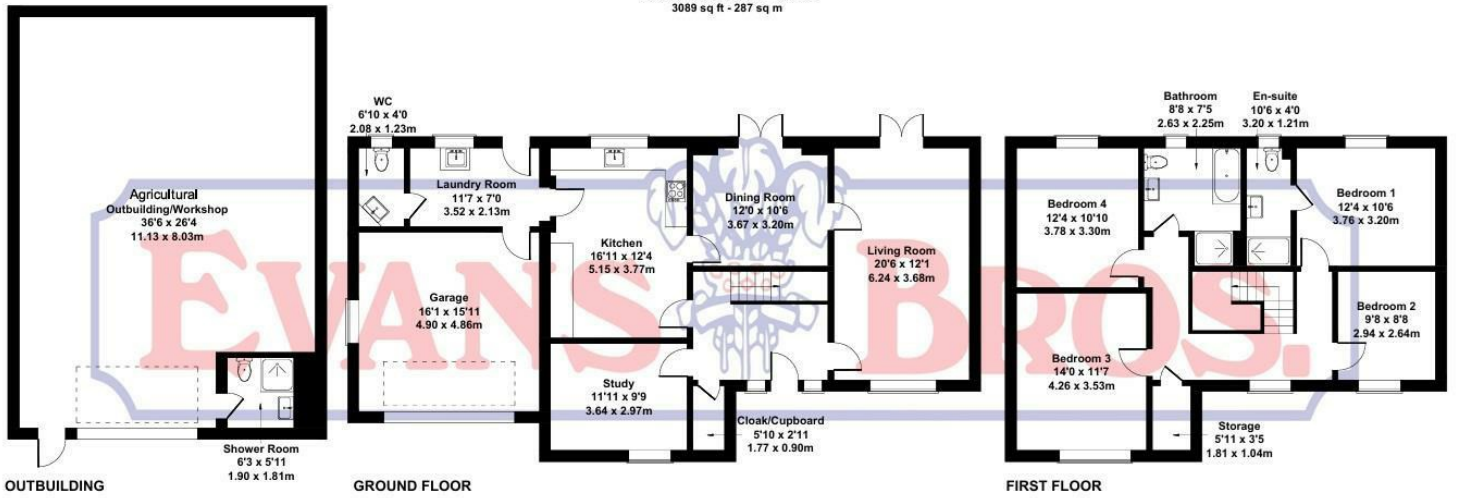 3089 sq ft - 287 sq m
Agricultural
Outbuilding/Workshop
36'6 x 26'4
11.13 x 8.03m
Shower Room
6'3 x 5'11
1.90 x 1.81m
OUTBUILDING
WC
6'10 x 4'0
2.08 x 1.23m
Laundry Room
11'7 x 7'0
3.52 x 2.13m
Garage
16'1 x 15'11
4.90 x 4.86m
Kitchen
16'11 x 12'4
5.15 x 3.77m
Study
11'11 x 9'9
3.64 x 2.97m
Dining Room
12'0 x 10'6
3.67 x 3.20m
Living Room
20'6 x 12'1
6.24 x 3.68m
Cloak/Cupboard
5'10 x 2'11
1.77 x 0.90m
GROUND FLOOR
Bathroom
8'8 x 7'5
2.63 x 2.25m
En-suite
10'6 x 4'0
3.20 x 1.21m
Bedroom 4
12'4 x 10'10
3.78 x 3.30m
Bedroom 1
12'4 x 10'6
3.76 x 3.20m
Bedroom 2
9'8 x 8'8
2.94 x 2.64m
Bedroom 3
14'0 x 11'7
4.26 x 3.53m
Storage
5'11 x 3'5
1.81 x 1.04m
FIRST FLOOR
EVANS BROS.